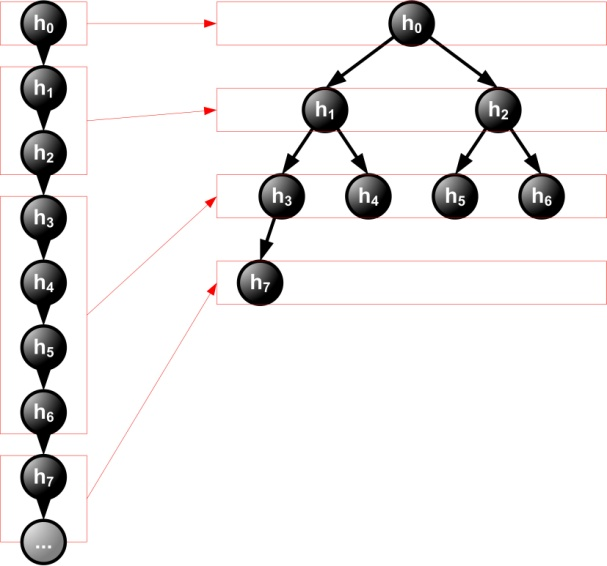 h₀
h₁
h₂
h₃
h₄
h₅
h₆
h₇
...
h₀
h₁ h₂
h₃ h₄ h₅ h₆
h₇